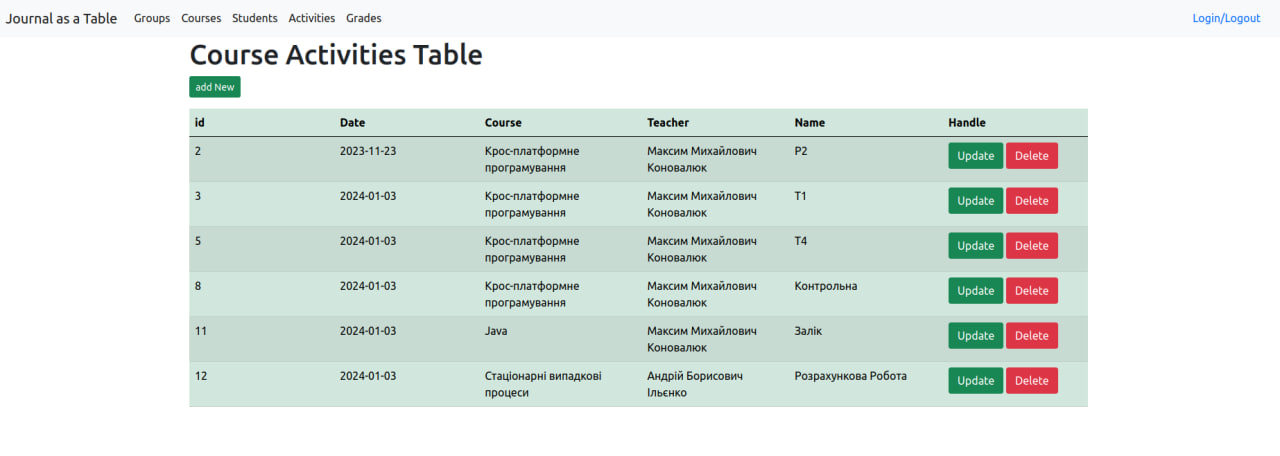 Journal as a Table Groups Courses Students Activities Grades Login/Logout
Course Activities Table
add New
id Date Course Teacher Name Handle
2 2023-11-23 Крос-платформне Максим Михайлович P2 Update Delete
програмування Коновалюк
3 2024-01-03 Крос-платформне Максим Михайлович T1 Update Delete
програмування Коновалюк
5 2024-01-03 Крос-платформне Максим Михайлович T4 Update Delete
програмування Коновалюк
8 2024-01-03 Крос-платформне Максим Михайлович Контрольна Update Delete
програмування Коновалюк
11 2024-01-03 Java Максим Михайлович Залік Update Delete
Коновалюк
12 2024-01-03 Стаціонарні випадкові Андрій Борисович Розрахункова Робота Update Delete
процеси Ільєнко